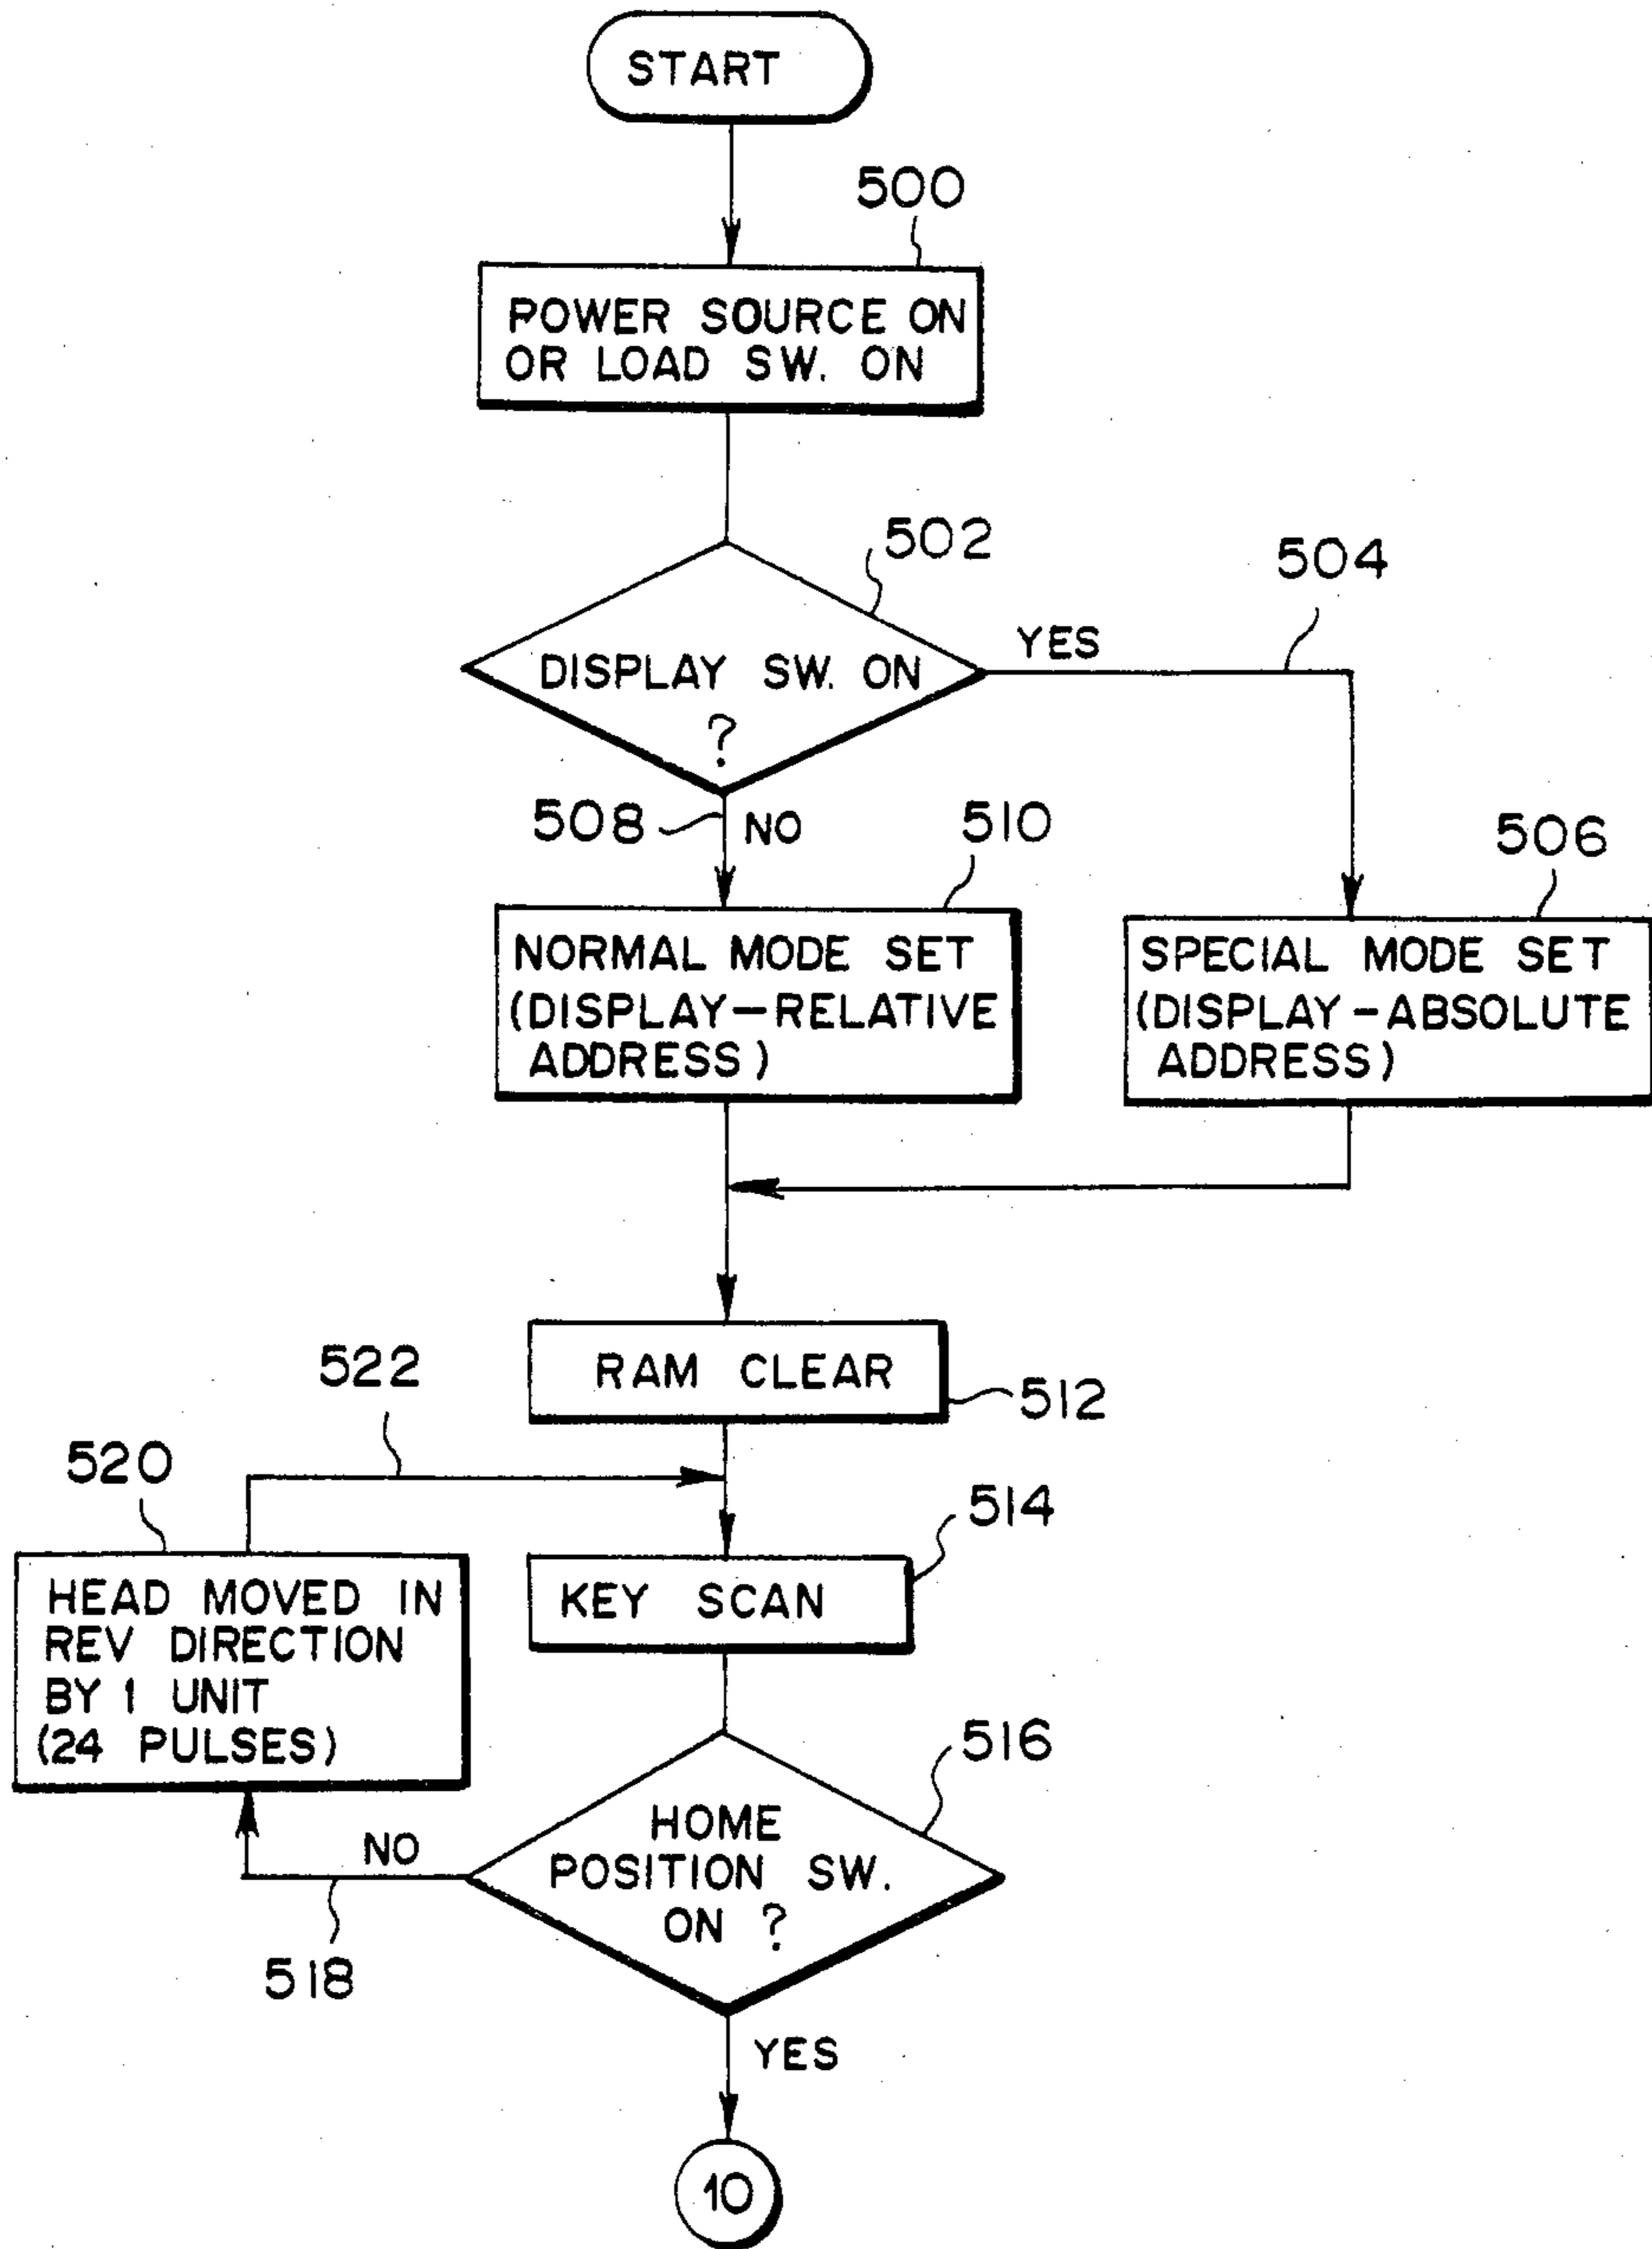 START
500
POWER SOURCE ON
OR LOAD SW. ON
502
504
YES
DISPLAY SW. ON
?
508
NO
510
506
NORMAL MODE SET
(DISPLAY-RELATIVE
ADDRESS)
SPECIAL MODE SET
(DISPLAY-ABSOLUTE
ADDRESS)
RAM CLEAR
512
522
520
514
HEAD MOVED IN
REV DIRECTION
BY 1 UNIT
(24 PULSES)
KEY SCAN
516
HOME
POSITION SW.
ON ?
NO
518
YES
10